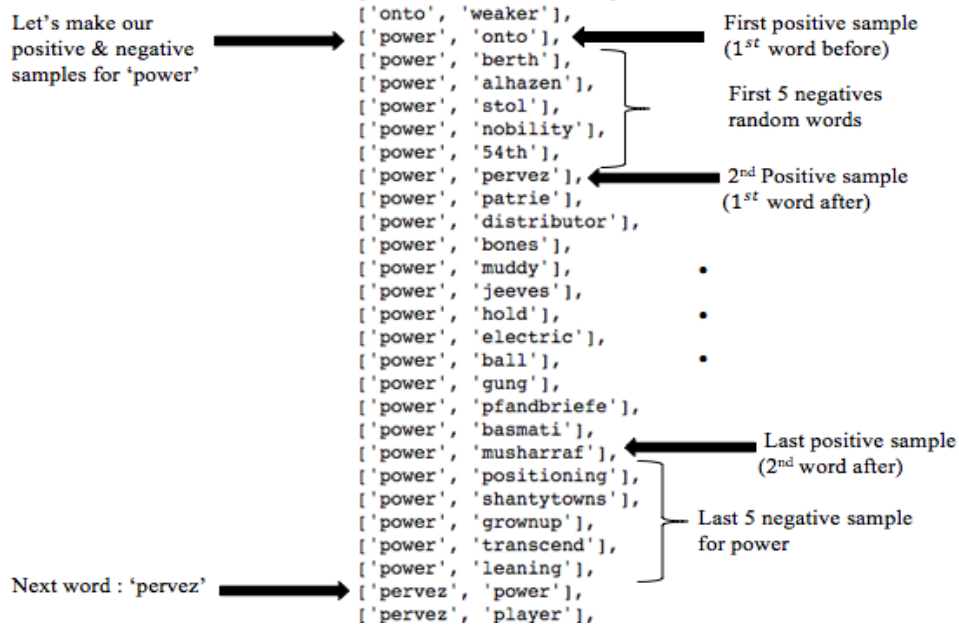 Let's make our
positive & negative
samples for 'power'
['onto', 'weaker'],
['power', 'onto'],
['power', 'berth'],
['power', 'alhazen'],
['power', 'stol'],
['power', 'nobility'],
['power', '54th'],
['power', 'pervez'],
['power', 'patrie'],
['power', 'distributor'],
['power', 'bones'],
['power', 'muddy'],
['power', 'jeeves'],
['power', 'hold'],
['power', 'electric'],
['power', 'ball'],
['power', 'gung'],
['power', 'pfandbriefe'],
['power', 'basmati'],
['power', 'musharraf'],
['power', 'positioning'],
['power', 'shantytowns'],
['power', 'grownup'],
['power', 'transcend'],
['power', 'leaning'],
['pervez', 'power'],
['pervez', 'player'],
First positive sample
(1st word before)
First 5 negatives
random words
2nd Positive sample
(1st word after)
Last positive sample
(2nd word after)
Last 5 negative sample
for power
Next word : 'pervez'